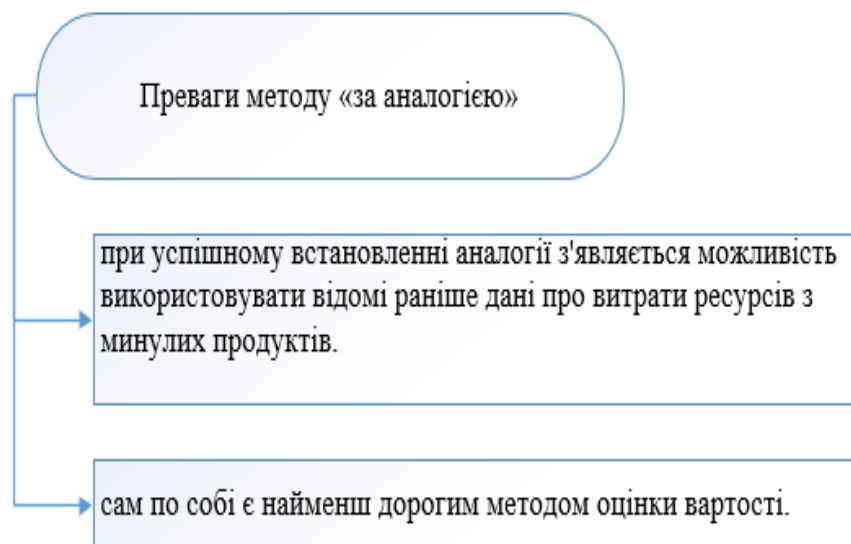 Преваги методу «за аналогією»
при успішному встановленні аналогії з'являється можливість
використовувати відомі раніше дані про витрати ресурсів з
минулих продуктів.
сам по собі є найменш дорогим методом оцінки вартості.